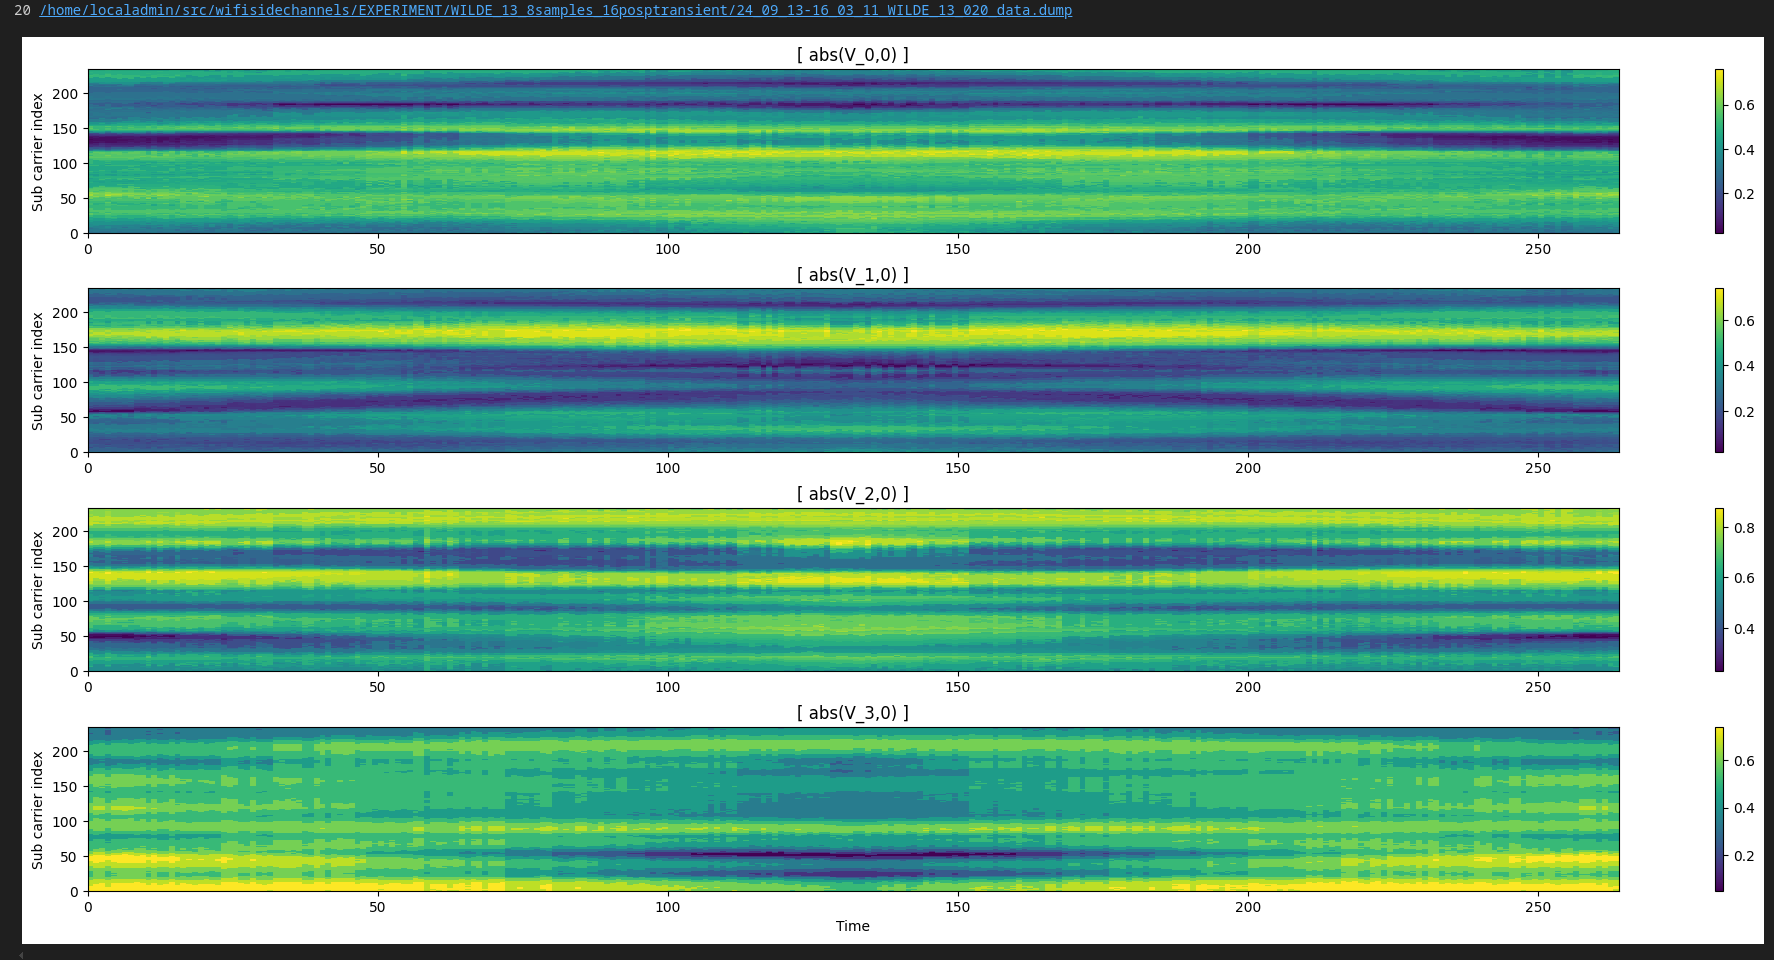 20 /home/localadmin/src/wifisidechannels/EXPERIMENT/WILDE_13_8samples_16posptransient/24_09_13-16_03_11_WILDE_13_020_data.dump
[ abs(V_0,0) ]
Sub carrier index
200
150
100
50
0
0 50 100 150 200 250
0.6
0.4
0.2
[ abs(V_1,0) ]
Sub carrier index
200
150
100
50
0
0 50 100 150 200 250
0.6
0.4
0.2
[ abs(V_2,0) ]
Sub carrier index
200
150
100
50
0
0 50 100 150 200 250
0.8
0.6
0.4
[ abs(V_3,0) ]
Sub carrier index
200
150
100
50
0
0 50 100 150 200 250
0.6
0.4
0.2
Time